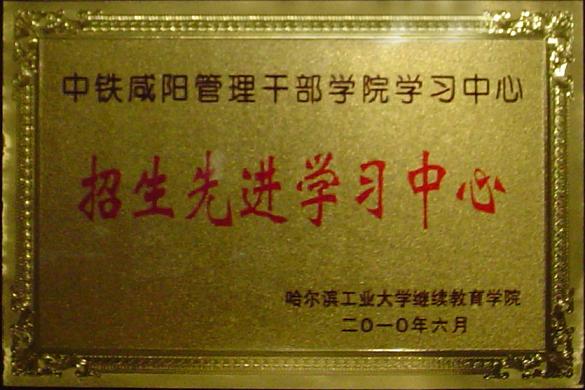 中铁咸阳管理干部学院学习中心
招生先进学习中心
哈尔滨工业大学继续教育学院
二〇一〇年六月